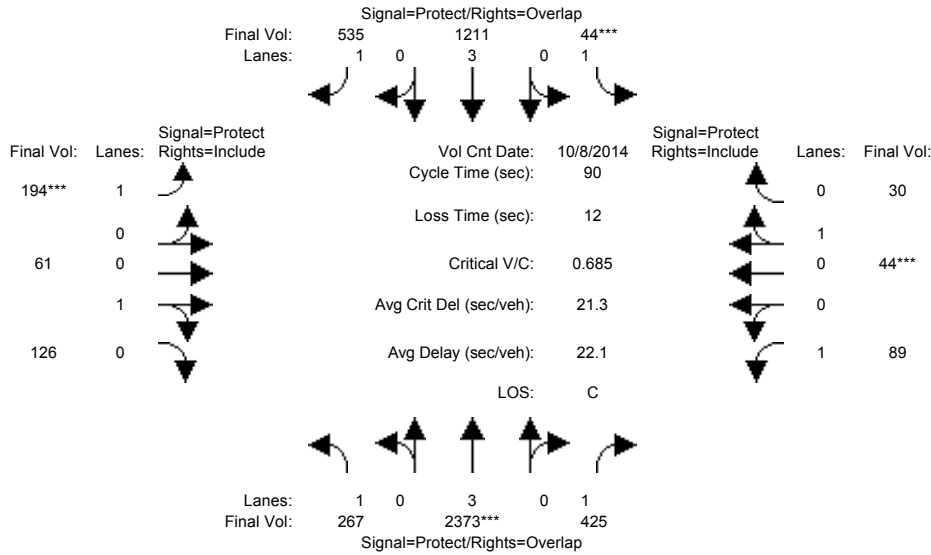 Signal=Protect/Rights=Overlap
Final Vol: 535 1211 44***
Lanes: 1 0 3 0 1
Signal=Protect Signal=Protect
Final Vol: Lanes: Rights=Include Vol Cnt Date: 10/8/2014 Rights=Include Lanes: Final Vol:
Cycle Time (sec): 90
194*** 1 0 30
Loss Time (sec): 12
0 1
61 0 Critical V/C: 0.685 0 44***
1 Avg Crit Del (sec/veh): 21.3 0
126 0 Avg Delay (sec/veh): 22.1 1 89
LOS: C
Lanes: 1 0 3 0 1
Final Vol: 267 2373*** 425
Signal=Protect/Rights=Overlap